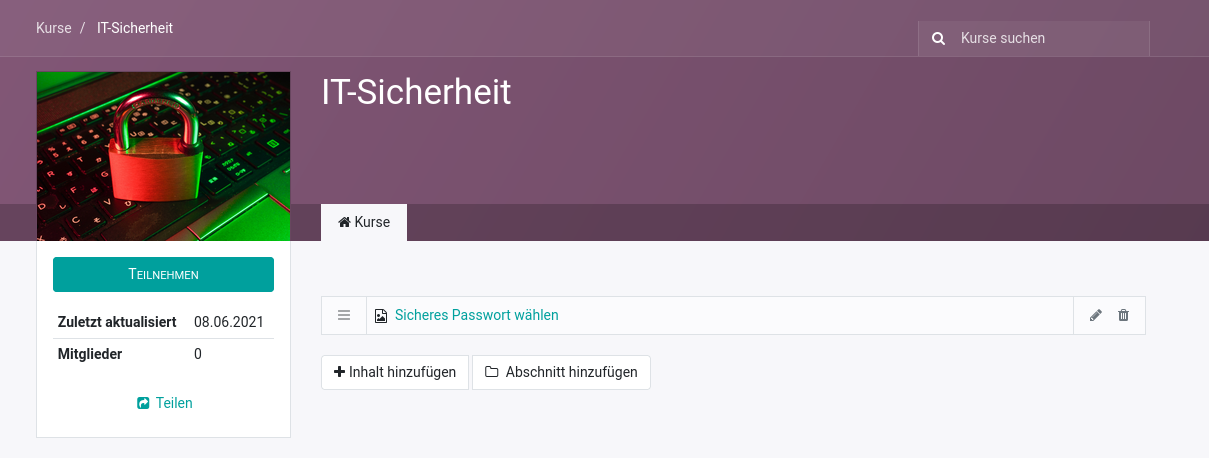 Kurse / IT-Sicherheit
Kurse suchen
IT-Sicherheit
Kurse
Teilnehmen
Zuletzt aktualisiert 08.06.2021
Mitglieder 0
Teilen
Sicheres Passwort wählen
Inhalt hinzufügen
Abschnitt hinzufügen